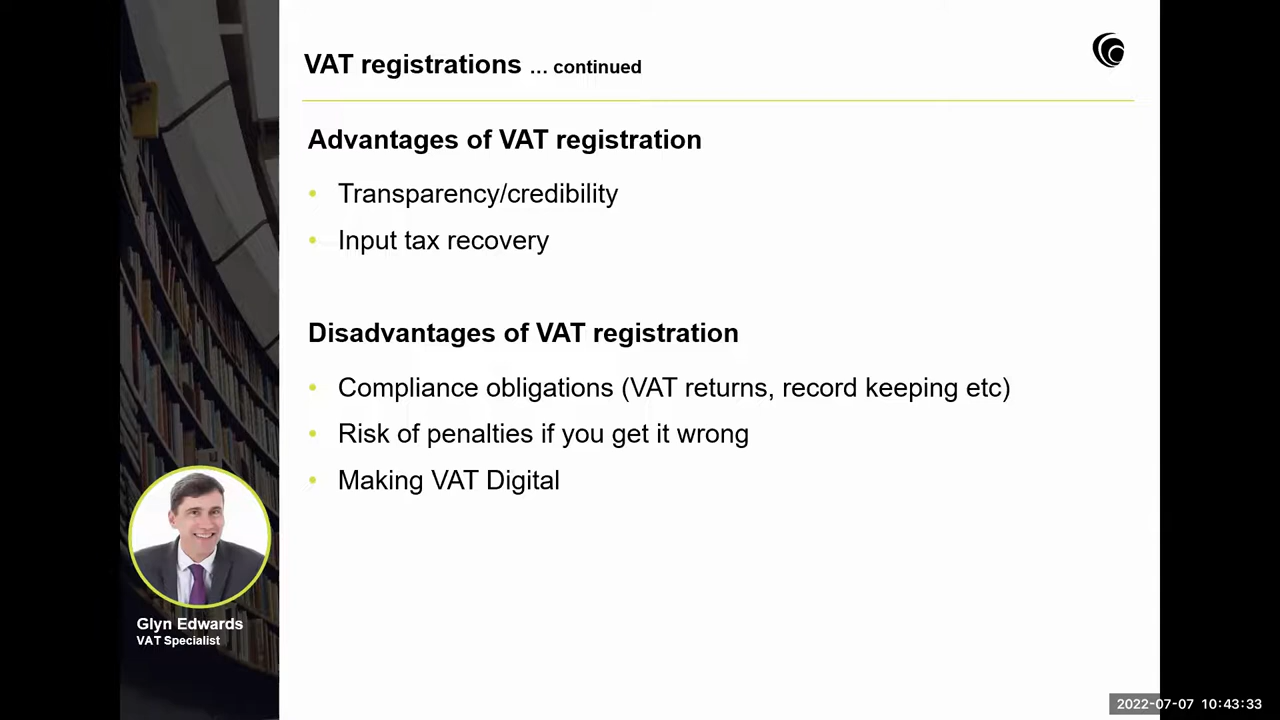 VAT registrations ... continued
Advantages of VAT registration
• Transparency/credibility
• Input tax recovery
Disadvantages of VAT registration
• Compliance obligations (VAT returns, record keeping etc)
• Risk of penalties if you get it wrong
• Making VAT Digital
Glyn Edwards
VAT Specialist
2022-07-07 10:43:33